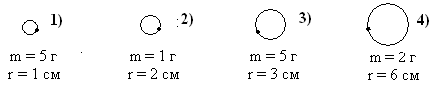 1) 2) 3) 4)
m = 5 г m = 1 г m = 5 г m = 2 г
r = 1 см r = 2 см r = 3 см r = 6 см